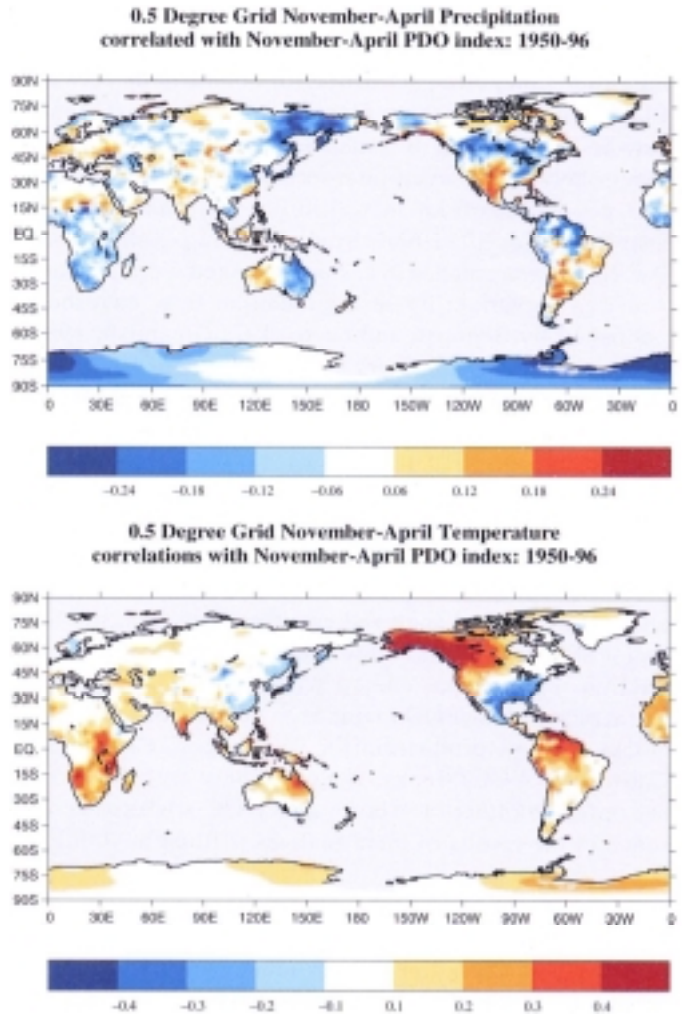 0.5 Degree Grid November-April Precipitation
correlated with November-April PDO index: 1950-96
90N
75N
60N
45N
30N
15N
EQ
15S
30S
45S
60S
75S
90S
0 30E 60E 90E 120E 150E 180 150W 120W 90W 60W 30W 0
-0.24 -0.18 -0.12 -0.06 0.06 0.12 0.18 0.24
0.5 Degree Grid November-April Temperature
correlations with November-April PDO index: 1950-96
90N
75N
60N
45N
30N
15N
EQ
15S
30S
45S
60S
75S
90S
0 30E 60E 90E 120E 150E 180 150W 120W 90W 60W 30W 0
-0.4 -0.3 -0.2 -0.1 0.1 0.2 0.3 0.4